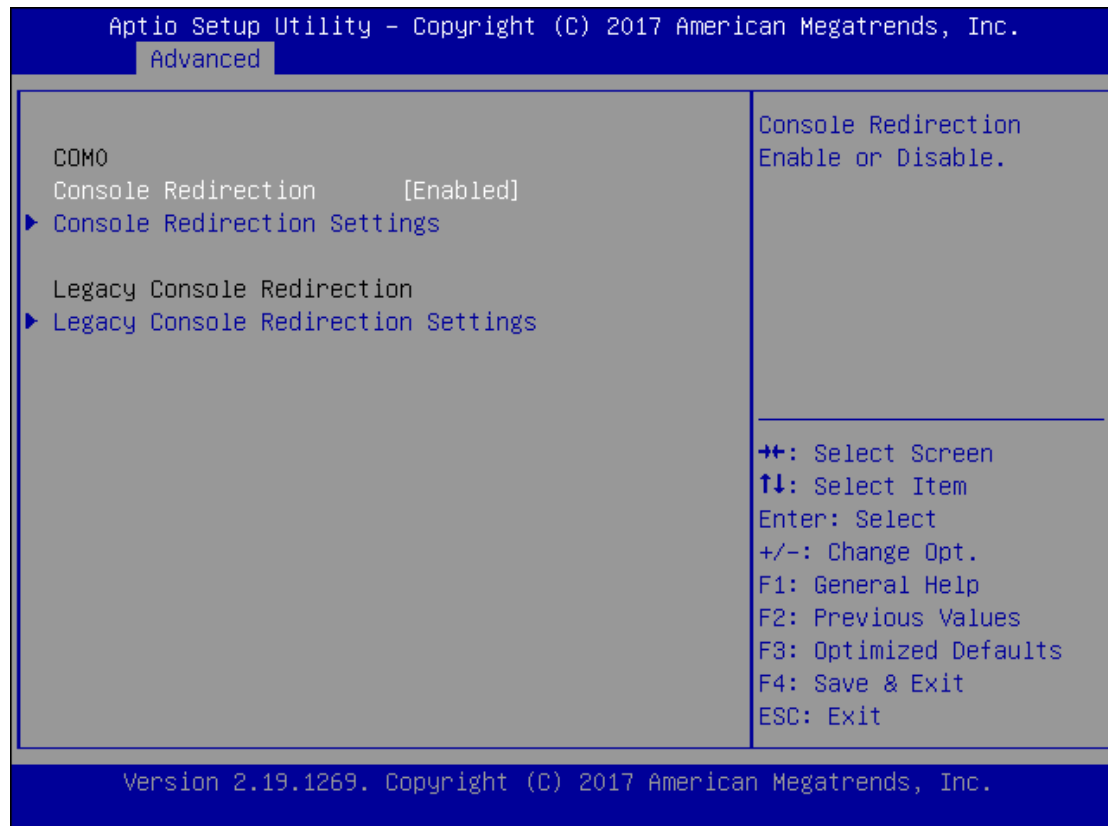 Aptio Setup Utility – Copyright (C) 2017 American Megatrends, Inc.
Advanced
COM0
Console Redirection [Enabled]
▶ Console Redirection Settings
Legacy Console Redirection
▶ Legacy Console Redirection Settings
Console Redirection
Enable or Disable.
→←: Select Screen
↑↓: Select Item
Enter: Select
+/-: Change Opt.
F1: General Help
F2: Previous Values
F3: Optimized Defaults
F4: Save & Exit
ESC: Exit
Version 2.19.1269. Copyright (C) 2017 American Megatrends, Inc.